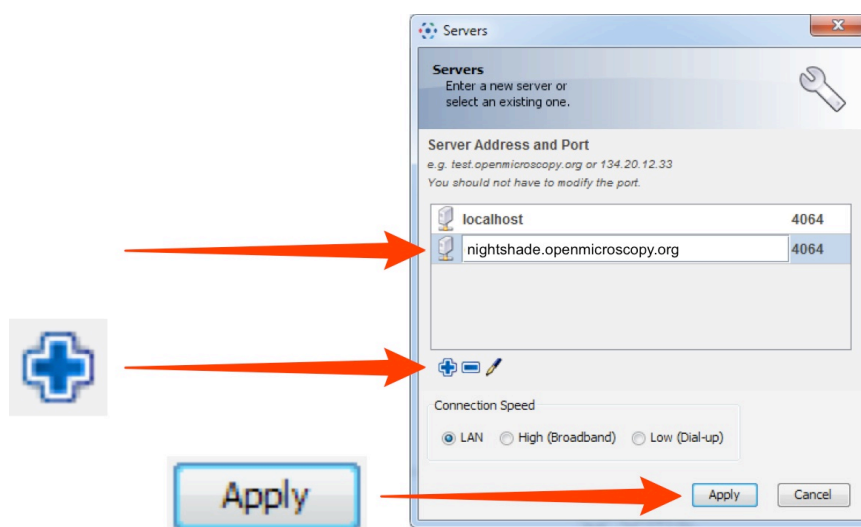 Servers
Servers
Enter a new server or
select an existing one.
Server Address and Port
e.g. test.openmicroscopy.org or 134.20.12.33
You should not have to modify the port.
localhost 4064
nightshade.openmicroscopy.org 4064
Connection Speed
LAN High (Broadband) Low (Dial-up)
Apply Apply Cancel